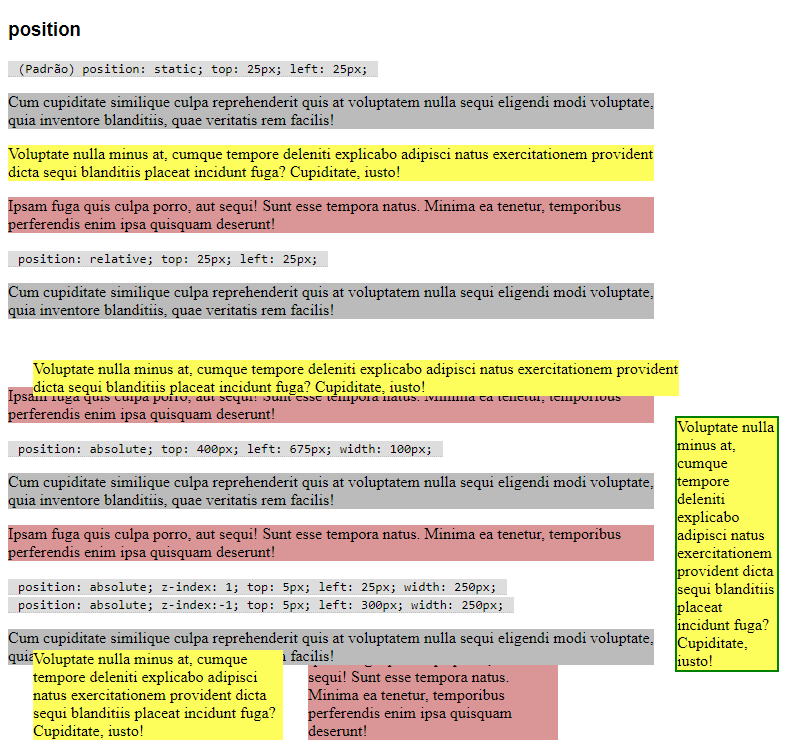 position
(Padrão) position: static; top: 25px; left: 25px;
Cum cupiditate similique culpa reprehenderit quis at voluptatem nulla sequi eligendi modi voluptate,
quia inventore blanditiis, quae veritatis rem facilis!
Voluptate nulla minus at, cumque tempore deleniti explicabo adipisci natus exercitationem provident
dicta sequi blanditiis placeat incidunt fuga? Cupiditate, iusto!
Ipsam fuga quis culpa porro, aut sequi! Sunt esse tempora natus. Minima ea tenetur, temporibus
perferendis enim ipsa quisquam deserunt!
position: relative; top: 25px; left: 25px;
Cum cupiditate similique culpa reprehenderit quis at voluptatem nulla sequi eligendi modi voluptate,
quia inventore blanditiis, quae veritatis rem facilis!
Voluptate nulla minus at, cumque tempore deleniti explicabo adipisci natus exercitationem provident
dicta sequi blanditiis placeat incidunt fuga? Cupiditate, iusto!
Ipsam fuga quis culpa porro, aut sequi! Sunt esse tempora natus. Minima ea tenetur, temporibus
perferendis enim ipsa quisquam deserunt!
position: absolute; top: 400px; left: 675px; width: 100px;
Cum cupiditate similique culpa reprehenderit quis at voluptatem nulla sequi eligendi modi voluptate,
quia inventore blanditiis, quae veritatis rem facilis!
Ipsam fuga quis culpa porro, aut sequi! Sunt esse tempora natus. Minima ea tenetur, temporibus
perferendis enim ipsa quisquam deserunt!
Voluptate nulla
minus at,
cumque
tempore
deleniti
explicabo
adipisci natus
exercitationem
provident dicta
sequi blanditiis
placeat
incidunt fuga?
Cupiditate,
iusto!
position: absolute; z-index: 1; top: 5px; left: 25px; width: 250px;
position: absolute; z-index:-1; top: 5px; left: 300px; width: 250px;
Cum cupiditate similique culpa reprehenderit quis at voluptatem nulla sequi eligendi modi voluptate,
quia rem facilis!
Voluptate nulla minus at, cumque
tempore deleniti explicabo adipisci
natus exercitationem provident dicta
sequi blanditiis placeat incidunt fuga?
Cupiditate, iusto!
sequi! Sunt esse tempora natus.
Minima ea tenetur, temporibus
perferendis enim ipsa quisquam
deserunt!